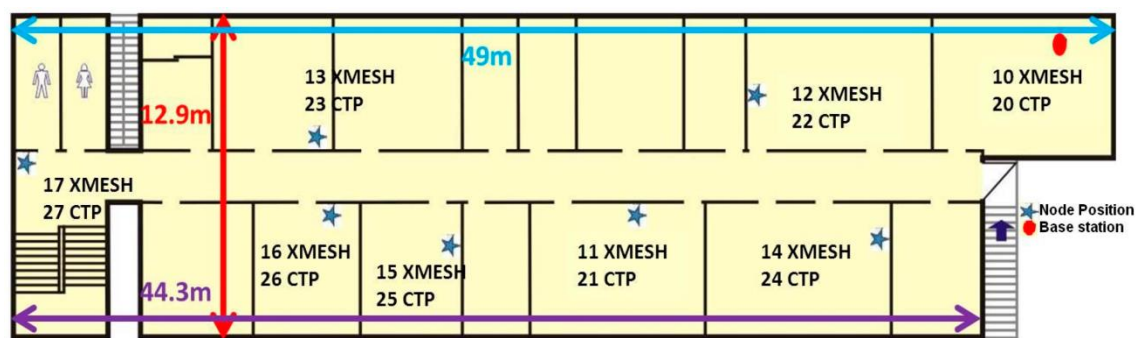 49m
13 XMESH
23 CTP
12 XMESH
22 CTP
10 XMESH
20 CTP
12.9m
17 XMESH
27 CTP
Node Position
Base station
16 XMESH
26 CTP
15 XMESH
25 CTP
11 XMESH
21 CTP
14 XMESH
24 CTP
44.3m